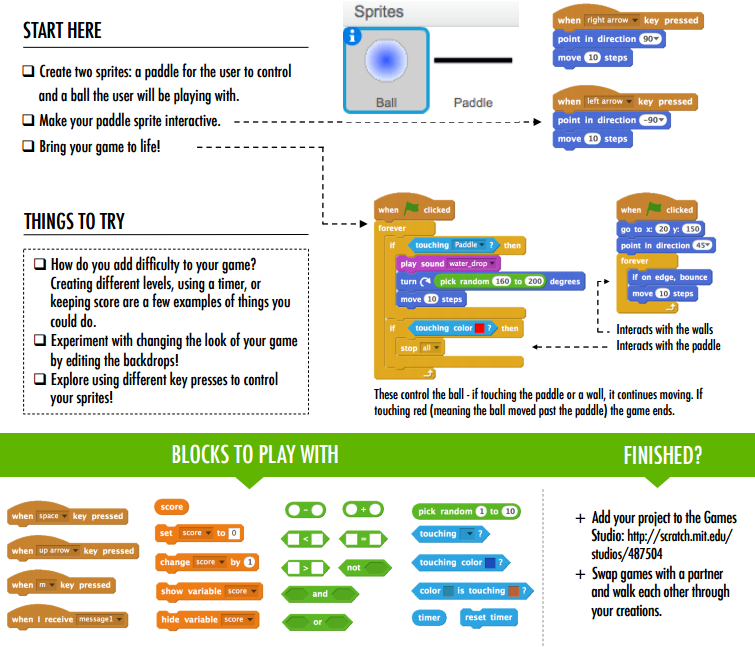 START HERE
❑ Create two sprites: a paddle for the user to control
and a ball the user will be playing with.
❑ Make your paddle sprite interactive.
❑ Bring your game to life!
Sprites
i
Ball
Paddle
when right arrow key pressed
point in direction 90
move 10 steps
when left arrow key pressed
point in direction -90
move 10 steps
THINGS TO TRY
❑ How do you add difficulty to your game?
Creating different levels, using a timer, or
keeping score are a few examples of things you
could do.
❑ Experiment with changing the look of your game
by editing the backdrops!
❑ Explore using different key presses to control
your sprites!
when clicked
forever
if touching Paddle ? then
play sound water_drop
turn pick random 160 to 200 degrees
move 10 steps
if touching color ? then
stop all
when clicked
go to x: 20 y: 150
point in direction 45
forever
if on edge, bounce
move 10 steps
Interacts with the walls
Interacts with the paddle
These control the ball - if touching the paddle or a wall, it continues moving. If
touching red (meaning the ball moved past the paddle) the game ends.
BLOCKS TO PLAY WITH
when space key pressed
when up arrow key pressed
when m key pressed
when I receive message1
score
set score to 0
change score by 1
show variable score
hide variable score
-
+
<
=
>
not
and
or
pick random 1 to 10
touching ?
touching color ?
color is touching ?
timer
reset timer
FINISHED?
+ Add your project to the Games
Studio: http://scratch.mit.edu/
studios/487504
+ Swap games with a partner
and walk each other through
your creations.